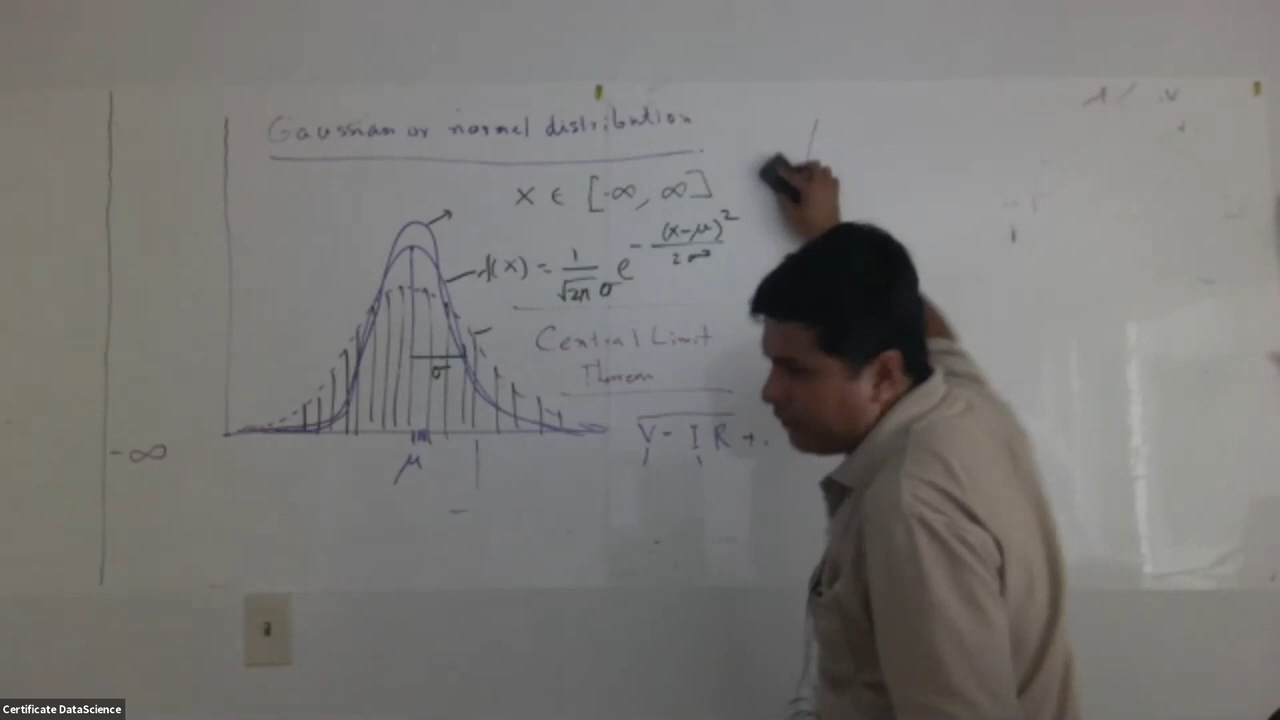 Gaussian or normal distribution
x ∈ [-∞, ∞]
f(x) = 1/√2π σ e^-(x-μ)²/2σ²
Central Limit
Theorem
σ
V - I R + .
-∞
μ
Certificate DataScience